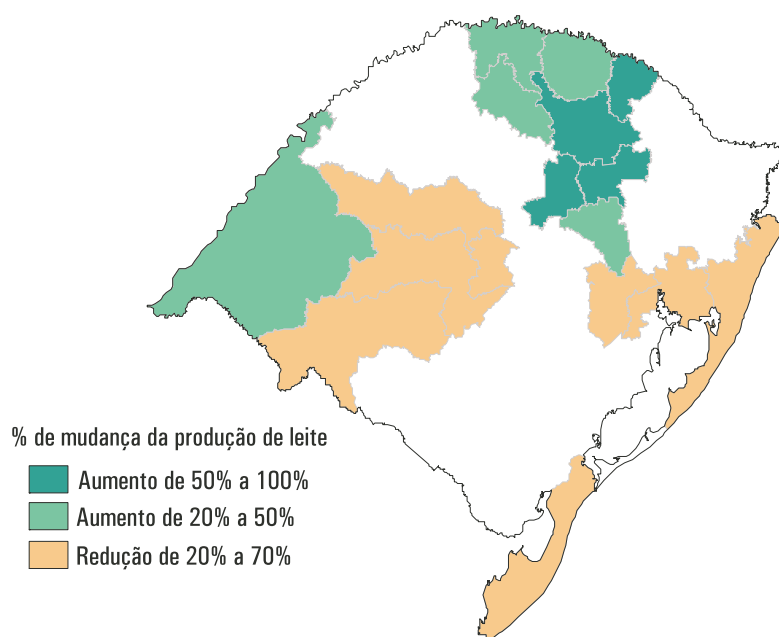 % de mudança da produção de leite
Aumento de 50% a 100%
Aumento de 20% a 50%
Redução de 20% a 70%